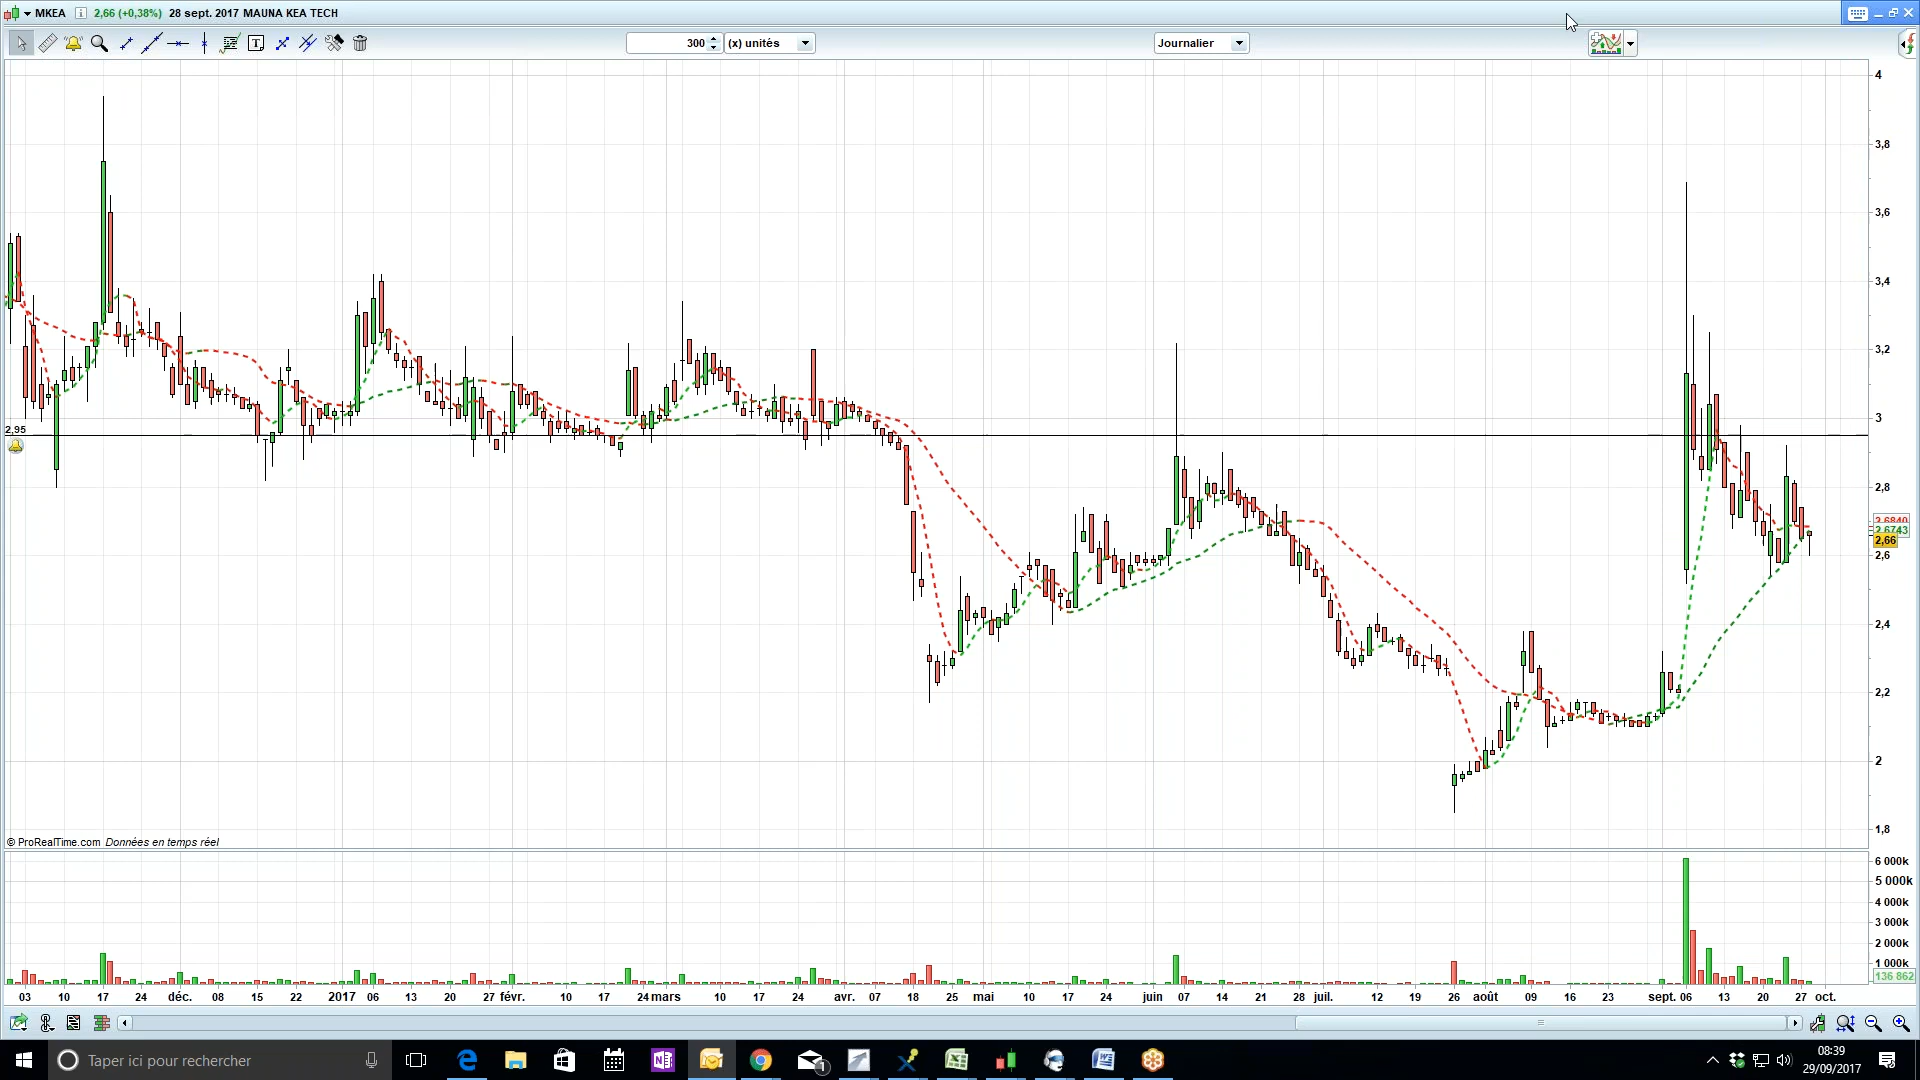 MKEA 2,66 (+0,38%) 28 sept. 2017 MAUNA KEA TECH
300 (x) unités Journalier
4
3,8
3,6
3,4
3,2
3
2,95
2,8
2,6840
2,6743
2,66
2,6
2,4
2,2
2
1,8
© ProRealTime.com Données en temps réel
6 000k
5 000k
4 000k
3 000k
2 000k
1 000k
136 862
03 10 17 24 déc. 08 15 22 2017 06 13 20 27 févr. 10 17 24 mars 10 17 24 avr. 07 18 25 mai 10 17 24 juin 07 14 21 28 juil. 12 19 26 août 09 16 23 sept. 06 13 20 27 oct.
Taper ici pour rechercher
1
08:39
29/09/2017